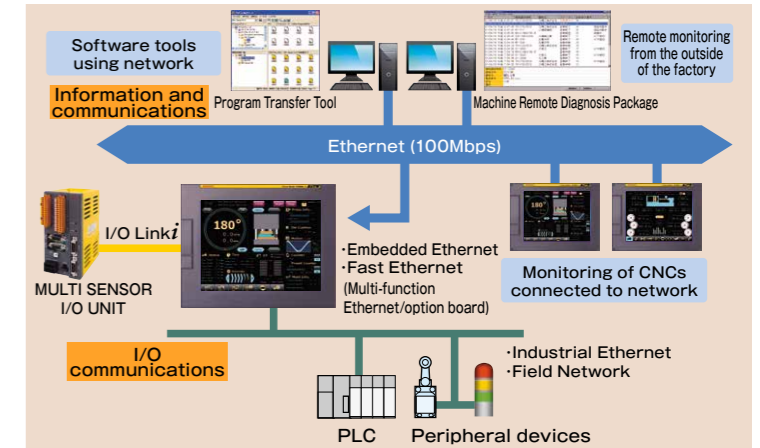 Software tools
using network
Remote monitoring
from the outside
of the factory
Information and
communications
Program Transfer Tool
Machine Remote Diagnosis Package
Ethernet (100Mbps)
180°
I/O Link i
MULTI SENSOR
I/O UNIT
・Embedded Ethernet
・Fast Ethernet
(Multi-function
Ethernet/option board)
Monitoring of CNCs
connected to network
I/O
communications
・Industrial Ethernet
・Field Network
PLC
Peripheral devices